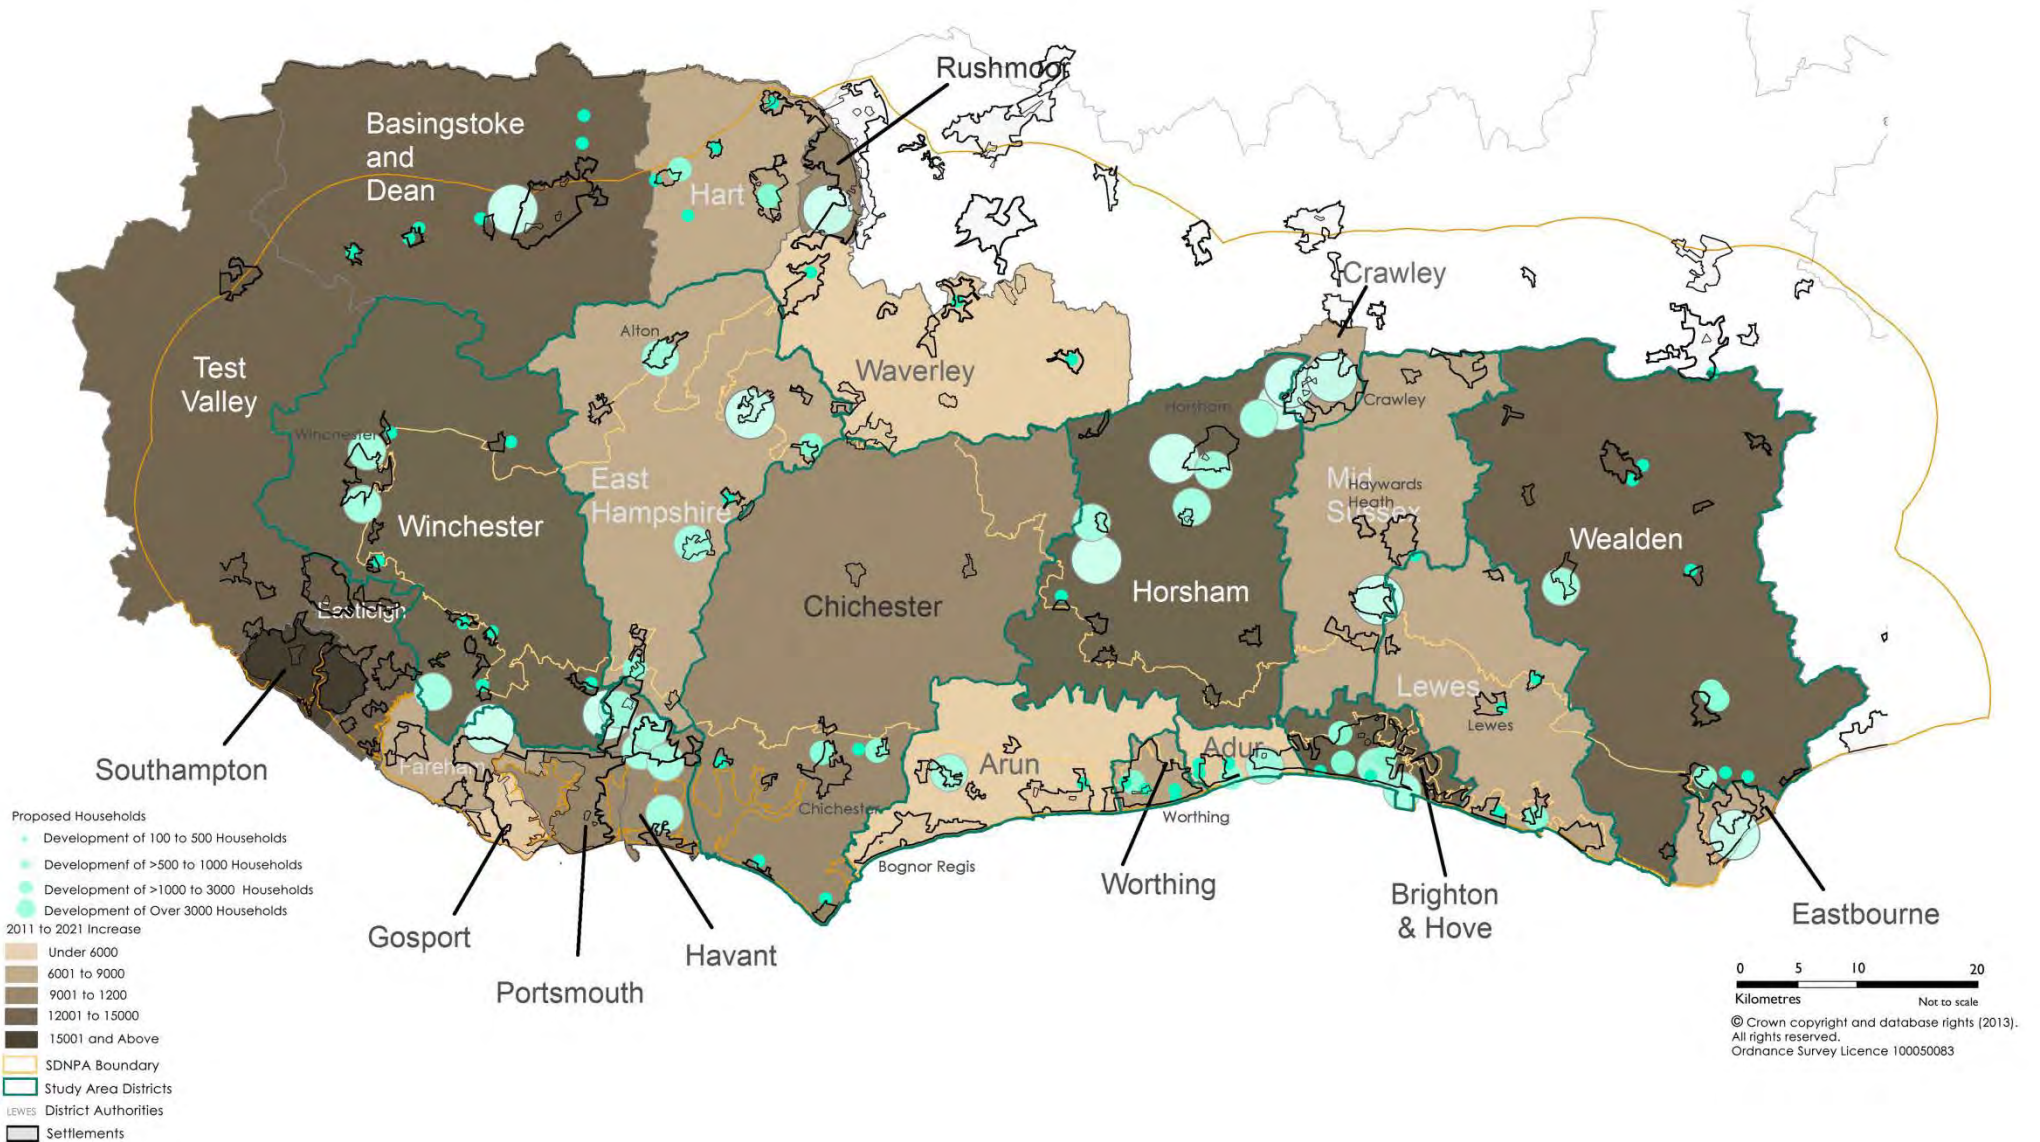 Rushmoor
Basingstoke
and
Dean
Hart
Crawley
Alton
Test
Valley
Waverley
Horsham
Crawley
Winchester
East
Hampshire
Mid
Sussex
Haywards
Heath
Winchester
Wealden
Chichester
Horsham
Eastleigh
Lewes
Lewes
Southampton
Fareham
Arun
Adur
Chichester
Worthing
Bognor Regis
Worthing
Brighton
& Hove
Eastbourne
Gosport
Havant
Portsmouth
Proposed Households
Development of 100 to 500 Households
Development of >500 to 1000 Households
Development of >1000 to 3000 Households
Development of Over 3000 Households
2011 to 2021 Increase
Under 6000
6001 to 9000
9001 to 1200
12001 to 15000
15001 and Above
SDNPA Boundary
Study Area Districts
LEWES District Authorities
Settlements
0 5 10 20
Kilometres
Not to scale
© Crown copyright and database rights (2013).
All rights reserved.
Ordnance Survey Licence 100050083